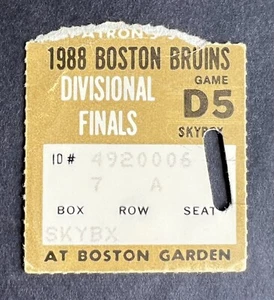 PATRON
1988 BOSTON BRUINS
DIVISIONAL GAME
FINALS D5
SKYBX
ID# 4920006
7 A
BOX ROW SEAT
SKYBX
AT BOSTON GARDEN